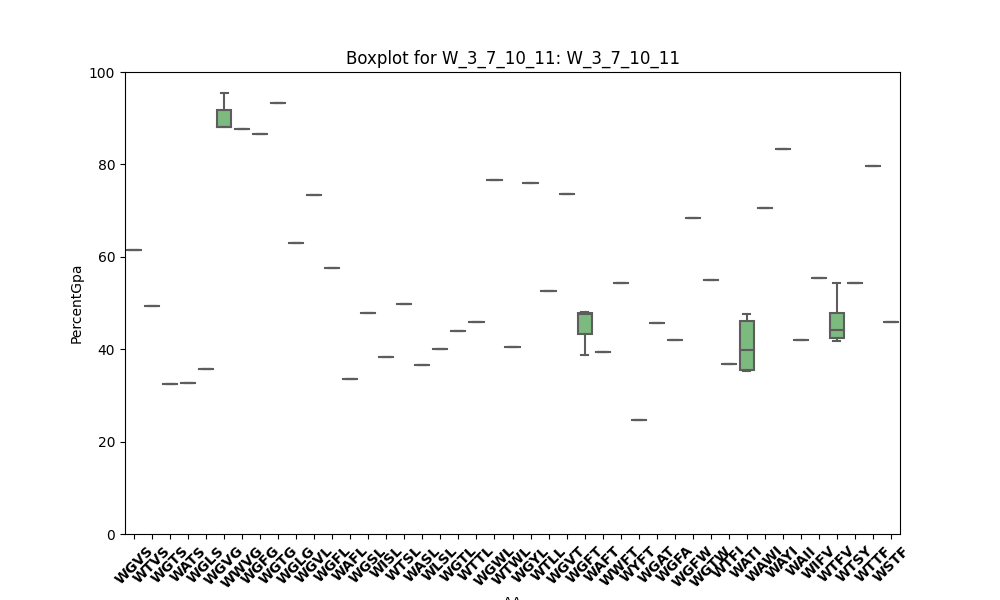 Boxplot for W_3_7_10_11: W_3_7_10_11
PercentGpa
100
80
60
40
20
0
WGVS
WTVS
WGTS
WATS
WGLS
WGVG
WWVG
WGFG
WGTG
WGLG
WGVL
WGFL
WAFL
WGSL
WISL
WTSL
WASL
WLSL
WGTL
WTTL
WGWL
WTWL
WGYL
WTLL
WGVT
WGFT
WAFT
WWFT
WYFT
WGAT
WGFA
WGFW
WGTW
WTFI
WATI
WAWI
WAYI
WAII
WIFV
WTFV
WTSY
WTTF
WSTF